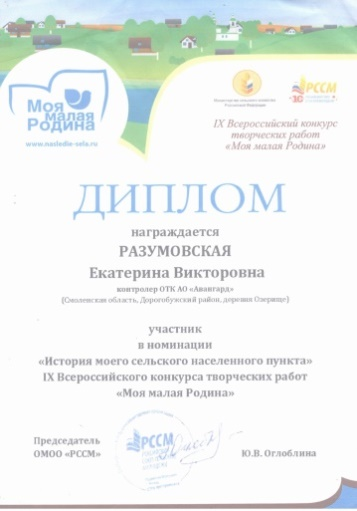 Моя
малая
Родина
www.nasledie-sela.ru
РССМ
IX Всероссийский конкурс
творческих работ
«Моя малая Родина»
ДИПЛОМ
награждается
РАЗУМОВСКАЯ
Екатерина Викторовна
контролер ОТК АО «Авангард»
(Смоленская область, Дорогобужский район, деревня Озерище)
участник
в номинации
«История моего сельского населенного пункта»
IX Всероссийского конкурса творческих работ
«Моя малая Родина»
РССМ
Председатель
ОМОО «РССМ»
Ю.В. Оглоблина